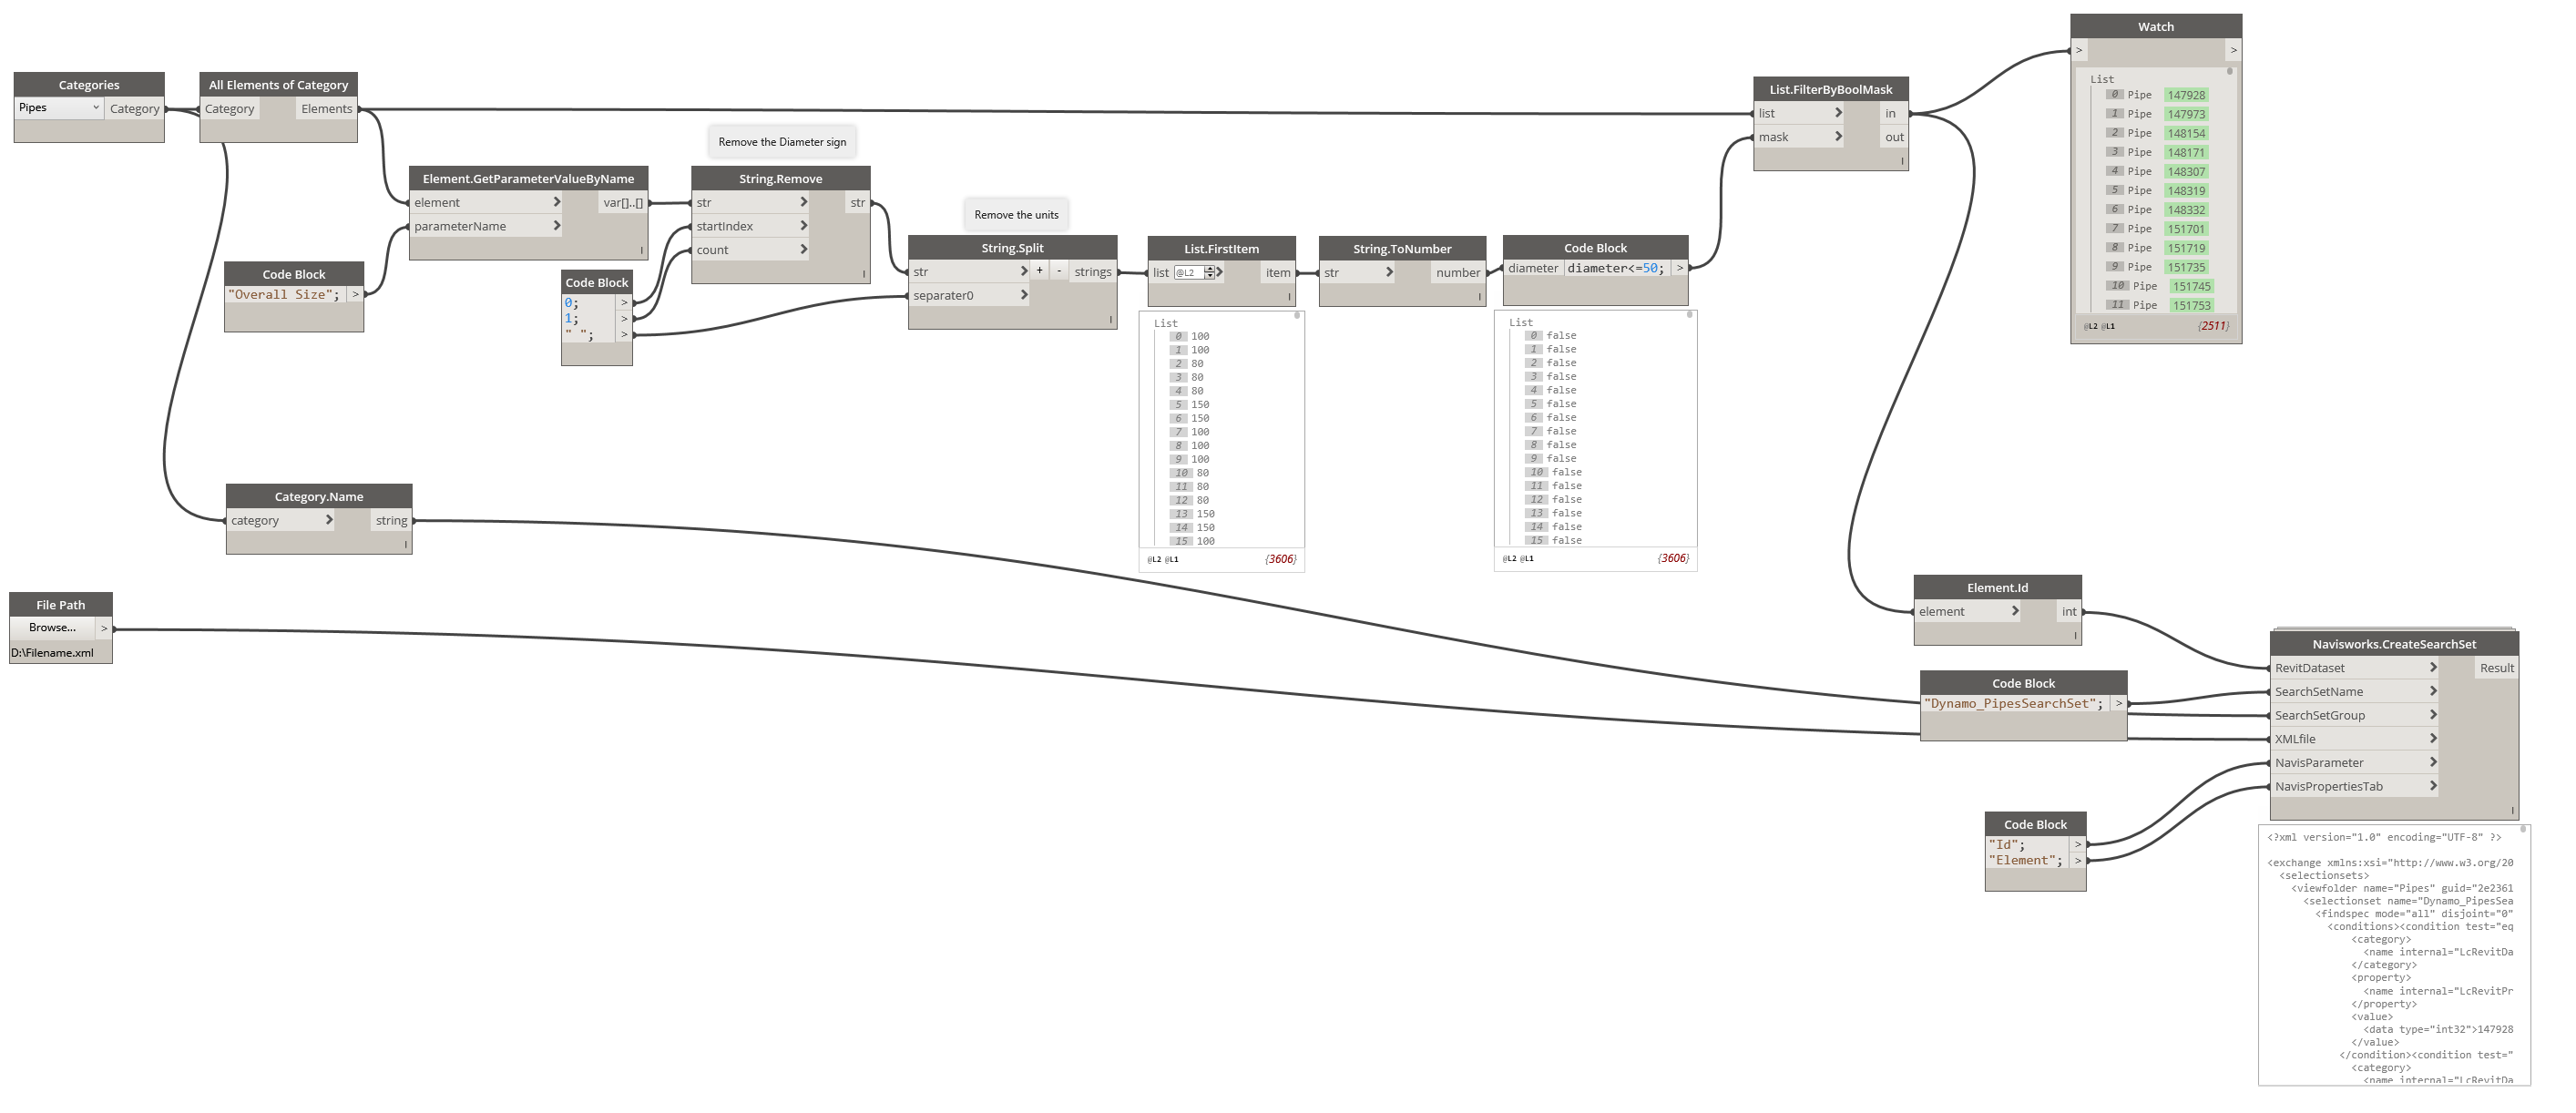 Categories
Pipes
Category
All Elements of Category
Category
Elements
Element.GetParameterValueByName
element
var[]..[]
parameterName
Code Block
"Overall Size";
>
Remove the Diameter sign
String.Remove
str
str
startIndex
count
Code Block
0;
>
1;
>
" ";
>
Remove the units
String.Split
str
+
-
strings
separater0
List.FirstItem
list
@L2
item
List
0 100
1 100
2 80
3 80
4 80
5 150
6 150
7 100
8 100
9 100
10 80
11 80
12 80
13 150
14 150
15 100
@L2 @L1
{3606}
String.ToNumber
str
number
Code Block
diameter
diameter<=50;
>
List
0 false
1 false
2 false
3 false
4 false
5 false
6 false
7 false
8 false
9 false
10 false
11 false
12 false
13 false
14 false
15 false
@L2 @L1
{3606}
List.FilterByBoolMask
list
in
mask
out
Watch
>
>
List
0 Pipe 147928
1 Pipe 147973
2 Pipe 148154
3 Pipe 148171
4 Pipe 148307
5 Pipe 148319
6 Pipe 148332
7 Pipe 151701
8 Pipe 151719
9 Pipe 151735
10 Pipe 151745
11 Pipe 151753
@L2 @L1
{2511}
Category.Name
category
string
File Path
Browse...
>
D:\Filename.xml
Element.Id
element
int
Code Block
"Dynamo_PipesSearchSet";
>
Code Block
"Id";
>
"Element";
>
Navisworks.CreateSearchSet
RevitDataset
Result
SearchSetName
SearchSetGroup
XMLfile
NavisParameter
NavisPropertiesTab
<?xml version="1.0" encoding="UTF-8" ?>
<exchange xmlns:xsi="http://www.w3.org/20
<selectionsets>
<viewfolder name="Pipes" guid="2e2361
<selectionset name="Dynamo_PipesSea
<findspec mode="all" disjoint="0"
<conditions><condition test="eq
<category>
<name internal="LcRevitDa
</category>
<property>
<name internal="LcRevitPr
</property>
<value>
<data type="int32">147928
</value>
</condition><condition test="
<category>
<name internal="LcRevitDa